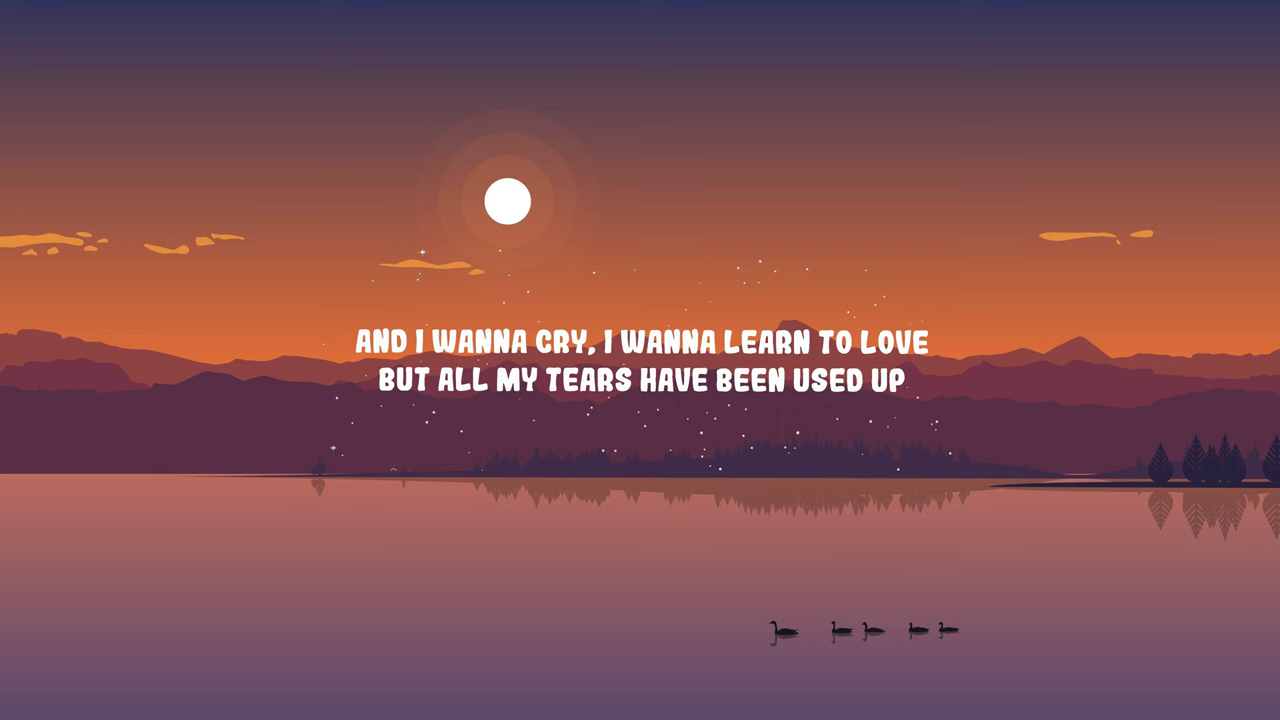 AND I WANNA CRY, I WANNA LEARN TO LOVE
BUT ALL MY TEARS HAVE BEEN USED UP